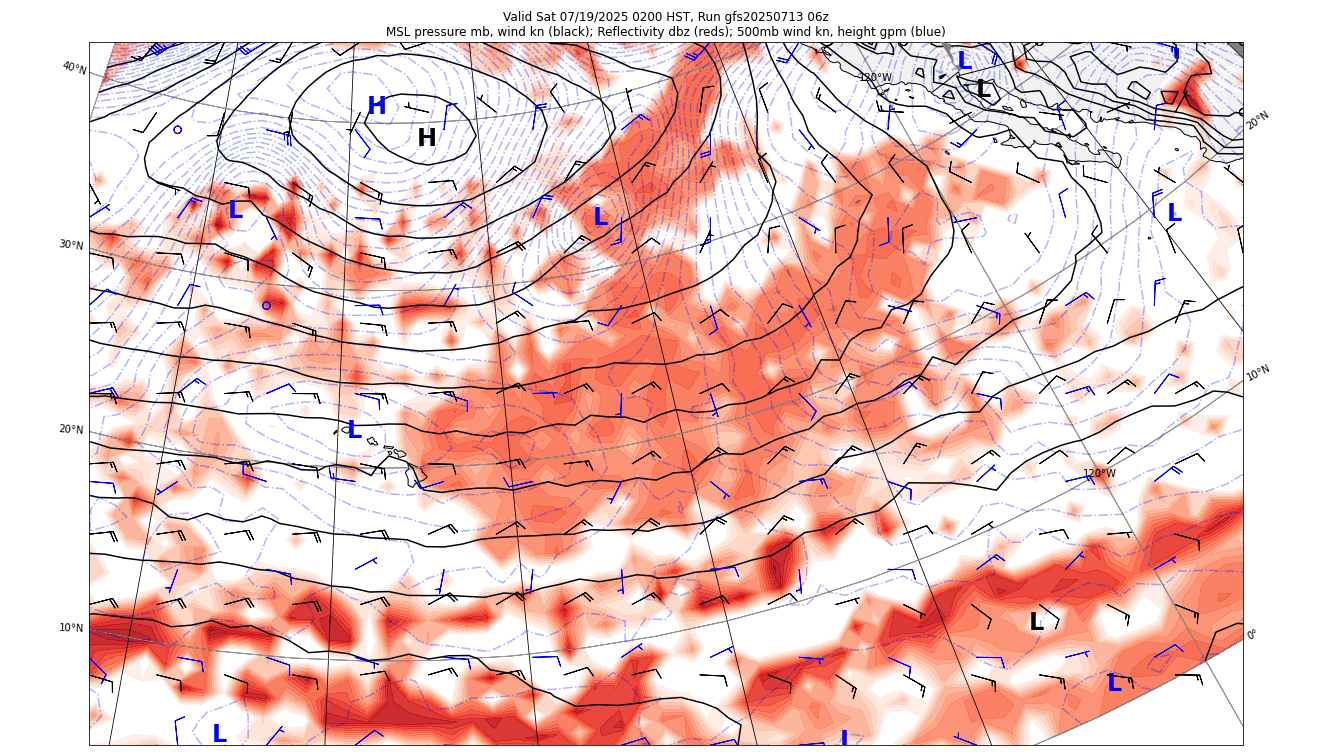 Valid Sat 07/19/2025 0200 HST, Run gfs20250713 06z
MSL pressure mb, wind kn (black); Reflectivity dbz (reds); 500mb wind kn, height gpm (blue)
40°N
120°W
L
L
H
H
20°N
L
L
L
30°N
10°N
20°N
L
120°W
10°N
L
0°
L
L
L